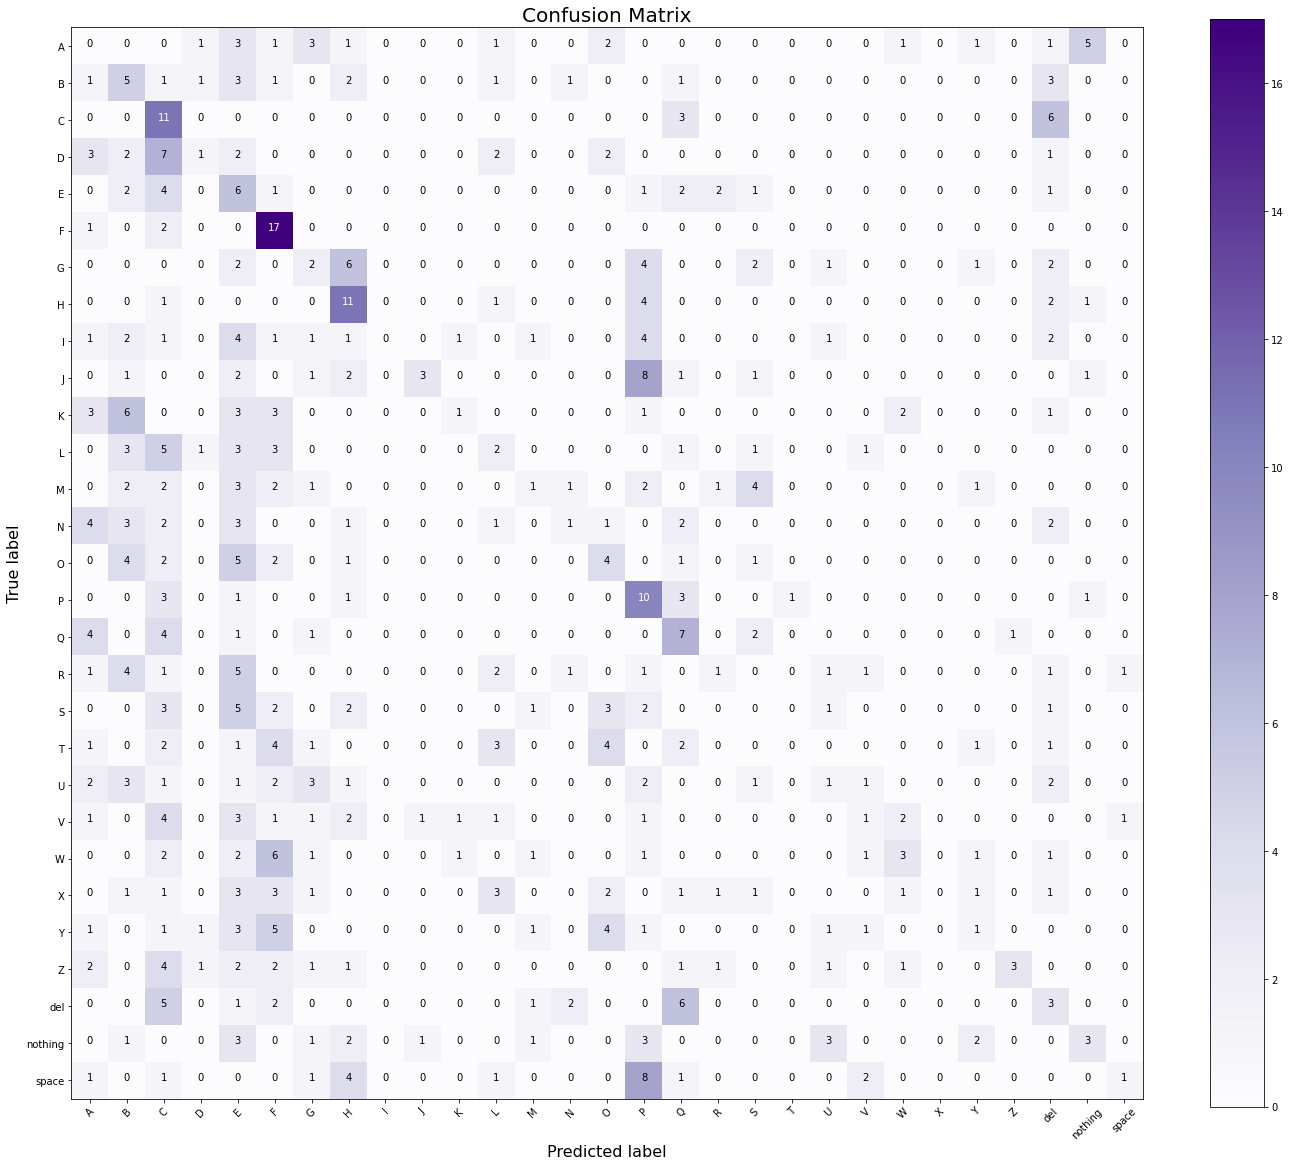 Confusion Matrix
A 0 0 0 1 3 1 3 1 0 0 0 1 0 0 2 0 0 0 0 0 0 0 1 0 1 0 1 5 0
B 1 5 1 1 3 1 0 2 0 0 0 1 0 1 0 0 1 0 0 0 0 0 0 0 0 0 3 0 0
C 0 0 11 0 0 0 0 0 0 0 0 0 0 0 0 0 3 0 0 0 0 0 0 0 0 0 6 0 0
D 3 2 7 1 2 0 0 0 0 0 0 2 0 0 2 0 0 0 0 0 0 0 0 0 0 0 1 0 0
E 0 2 4 0 6 1 0 0 0 0 0 0 0 0 0 1 2 2 1 0 0 0 0 0 0 0 1 0 0
F 1 0 2 0 0 17 0 0 0 0 0 0 0 0 0 0 0 0 0 0 0 0 0 0 0 0 0 0 0
G 0 0 0 0 2 0 2 6 0 0 0 0 0 0 0 4 0 0 2 0 1 0 0 0 1 0 2 0 0
H 0 0 1 0 0 0 0 11 0 0 0 1 0 0 0 4 0 0 0 0 0 0 0 0 0 0 2 1 0
I 1 2 1 0 4 1 1 1 0 0 1 0 1 0 0 4 0 0 0 0 1 0 0 0 0 0 2 0 0
J 0 1 0 0 2 0 1 2 0 3 0 0 0 0 0 8 1 0 1 0 0 0 0 0 0 0 0 1 0
K 3 6 0 0 3 3 0 0 0 0 1 0 0 0 0 1 0 0 0 0 0 0 2 0 0 0 1 0 0
L 0 3 5 1 3 3 0 0 0 0 0 2 0 0 0 0 1 0 1 0 0 1 0 0 0 0 0 0 0
M 0 2 2 0 3 2 1 0 0 0 0 0 1 1 0 2 0 1 4 0 0 0 0 0 1 0 0 0 0
N 4 3 2 0 3 0 0 1 0 0 0 1 0 1 1 0 2 0 0 0 0 0 0 0 0 0 2 0 0
O 0 4 2 0 5 2 0 1 0 0 0 0 0 0 4 0 1 0 1 0 0 0 0 0 0 0 0 0 0
P 0 0 3 0 1 0 0 1 0 0 0 0 0 0 0 10 3 0 0 1 0 0 0 0 0 0 0 1 0
Q 4 0 4 0 1 0 1 0 0 0 0 0 0 0 0 0 7 0 2 0 0 0 0 0 0 1 0 0 0
R 1 4 1 0 5 0 0 0 0 0 0 2 0 1 0 1 0 1 0 0 1 1 0 0 0 0 1 0 1
S 0 0 3 0 5 2 0 2 0 0 0 0 1 0 3 2 0 0 0 0 1 0 0 0 0 0 1 0 0
T 1 0 2 0 1 4 1 0 0 0 0 3 0 0 4 0 2 0 0 0 0 0 0 0 1 0 1 0 0
U 2 3 1 0 1 2 3 1 0 0 0 0 0 0 0 2 0 0 1 0 1 1 0 0 0 0 2 0 0
V 1 0 4 0 3 1 1 2 0 1 1 1 0 0 0 1 0 0 0 0 0 1 2 0 0 0 0 0 1
W 0 0 2 0 2 6 1 0 0 0 1 0 1 0 0 1 0 0 0 0 0 1 3 0 1 0 1 0 0
X 0 1 1 0 3 3 1 0 0 0 0 3 0 0 2 0 1 1 1 0 0 0 1 0 1 0 1 0 0
Y 1 0 1 1 3 5 0 0 0 0 0 0 1 0 4 1 0 0 0 0 1 1 0 0 1 0 0 0 0
Z 2 0 4 1 2 2 1 1 0 0 0 0 0 0 0 0 1 1 0 0 1 0 1 0 0 3 0 0 0
del 0 0 5 0 1 2 0 0 0 0 0 0 1 2 0 0 6 0 0 0 0 0 0 0 0 0 3 0 0
nothing 0 1 0 0 3 0 1 2 0 1 0 0 1 0 0 3 0 0 0 0 3 0 0 0 2 0 0 3 0
space 1 0 1 0 0 0 1 4 0 0 0 1 0 0 0 8 1 0 0 0 0 2 0 0 0 0 0 0 1
A B C D E F G H I J K L M N O P Q R S T U V W X Y Z del nothing space
True label
Predicted label
16
14
12
10
8
6
4
2
0